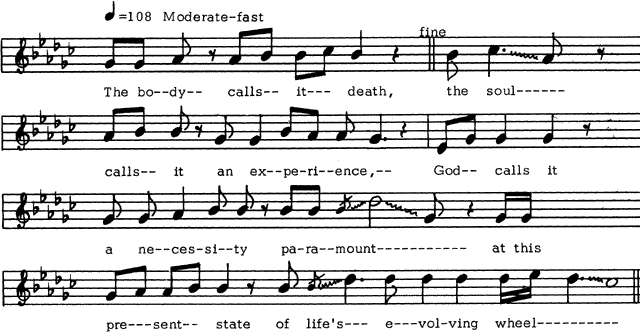 =108 Moderate-fast
fine
The bo--dy-- calls-- it--- death, the soul------
calls-- it an ex--pe-ri--ence,-- God-- calls it
a ne--ces-si--ty pa-ra--mount----------- at this
pre---sent-- state of life's--- e---vol-ving wheel----------